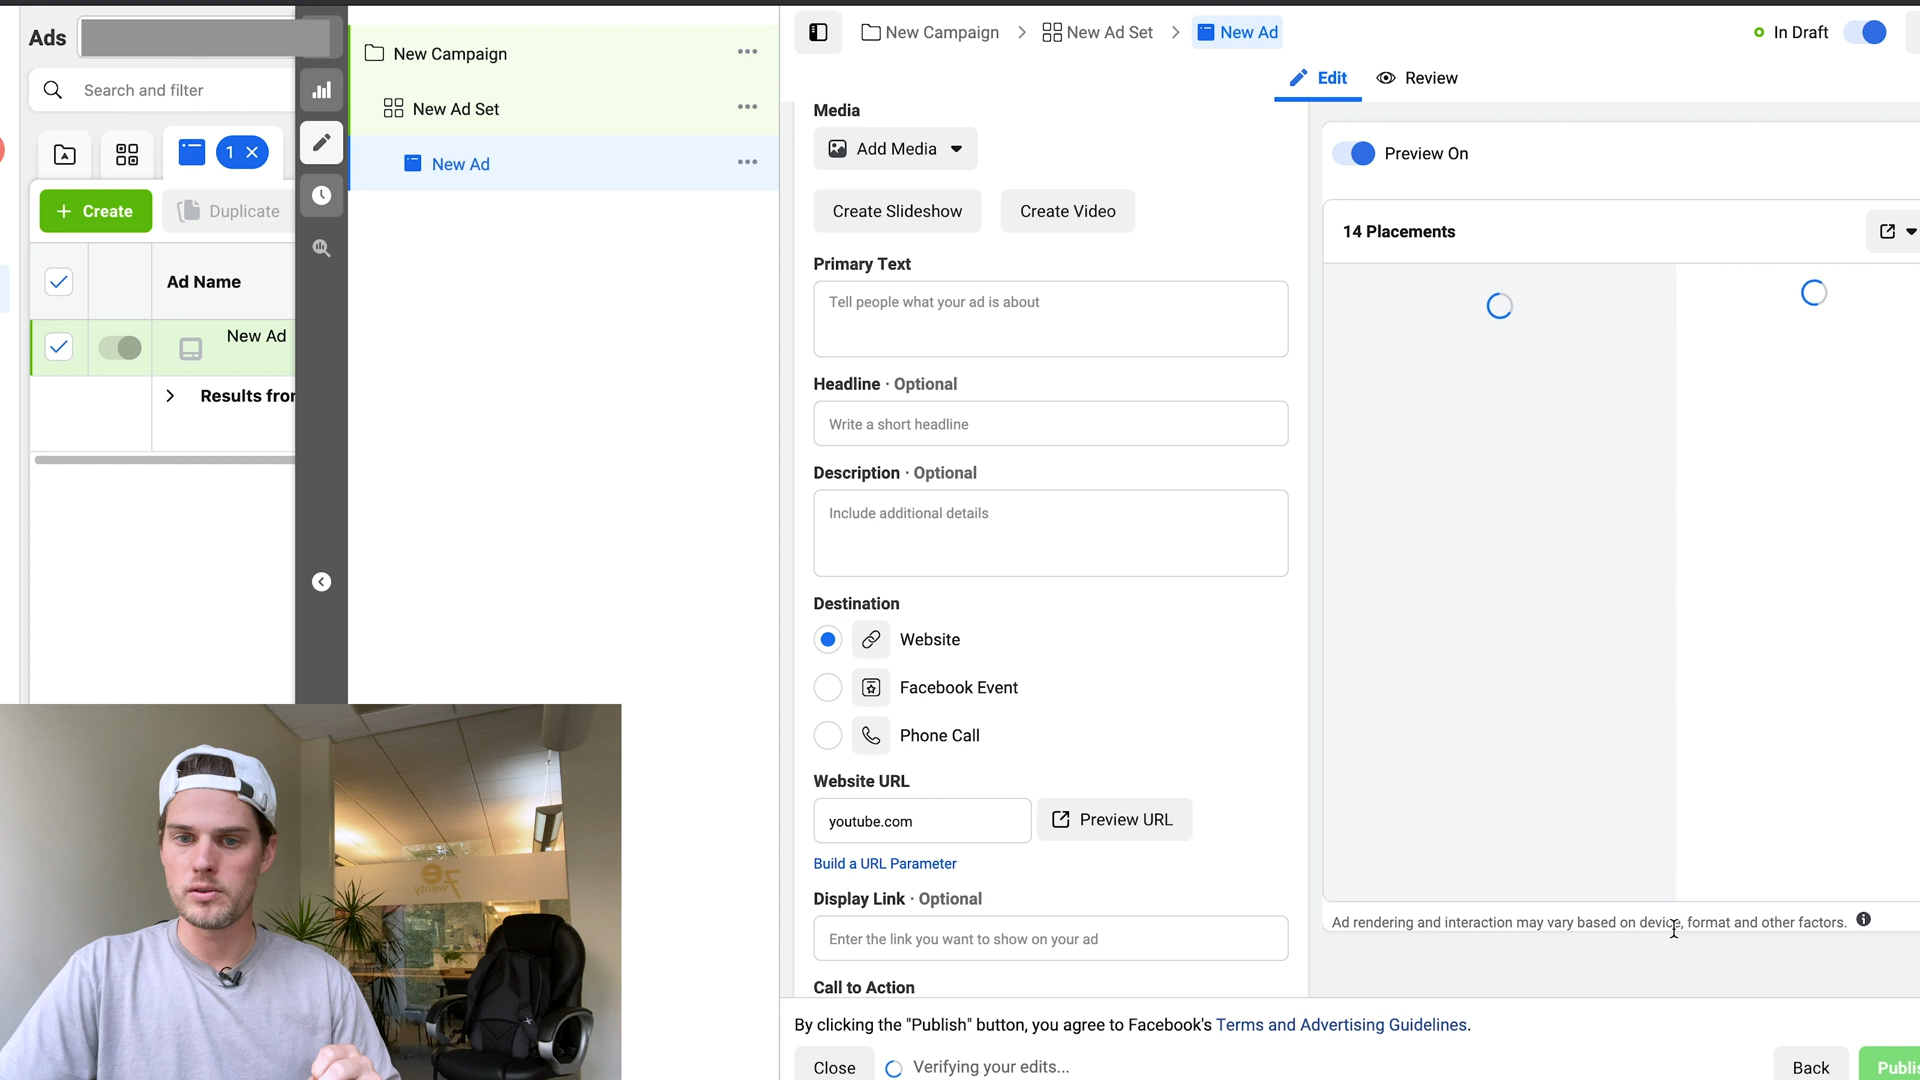 Ads
New Campaign
New Campaign
New Ad Set
New Ad
In Draft
Search and filter
Edit
Review
New Ad Set
New Ad
1
Create
Duplicate
Ad Name
New Ad
Results from
Media
Add Media
Create Slideshow
Create Video
Primary Text
Tell people what your ad is about
Headline · Optional
Write a short headline
Description · Optional
Include additional details
Destination
Website
Facebook Event
Phone Call
Website URL
youtube.com
Preview URL
Build a URL Parameter
Display Link · Optional
Enter the link you want to show on your ad
Call to Action
Preview On
14 Placements
Ad rendering and interaction may vary based on device, format and other factors.
By clicking the "Publish" button, you agree to Facebook's Terms and Advertising Guidelines.
Close
Verifying your edits...
Back
Publis